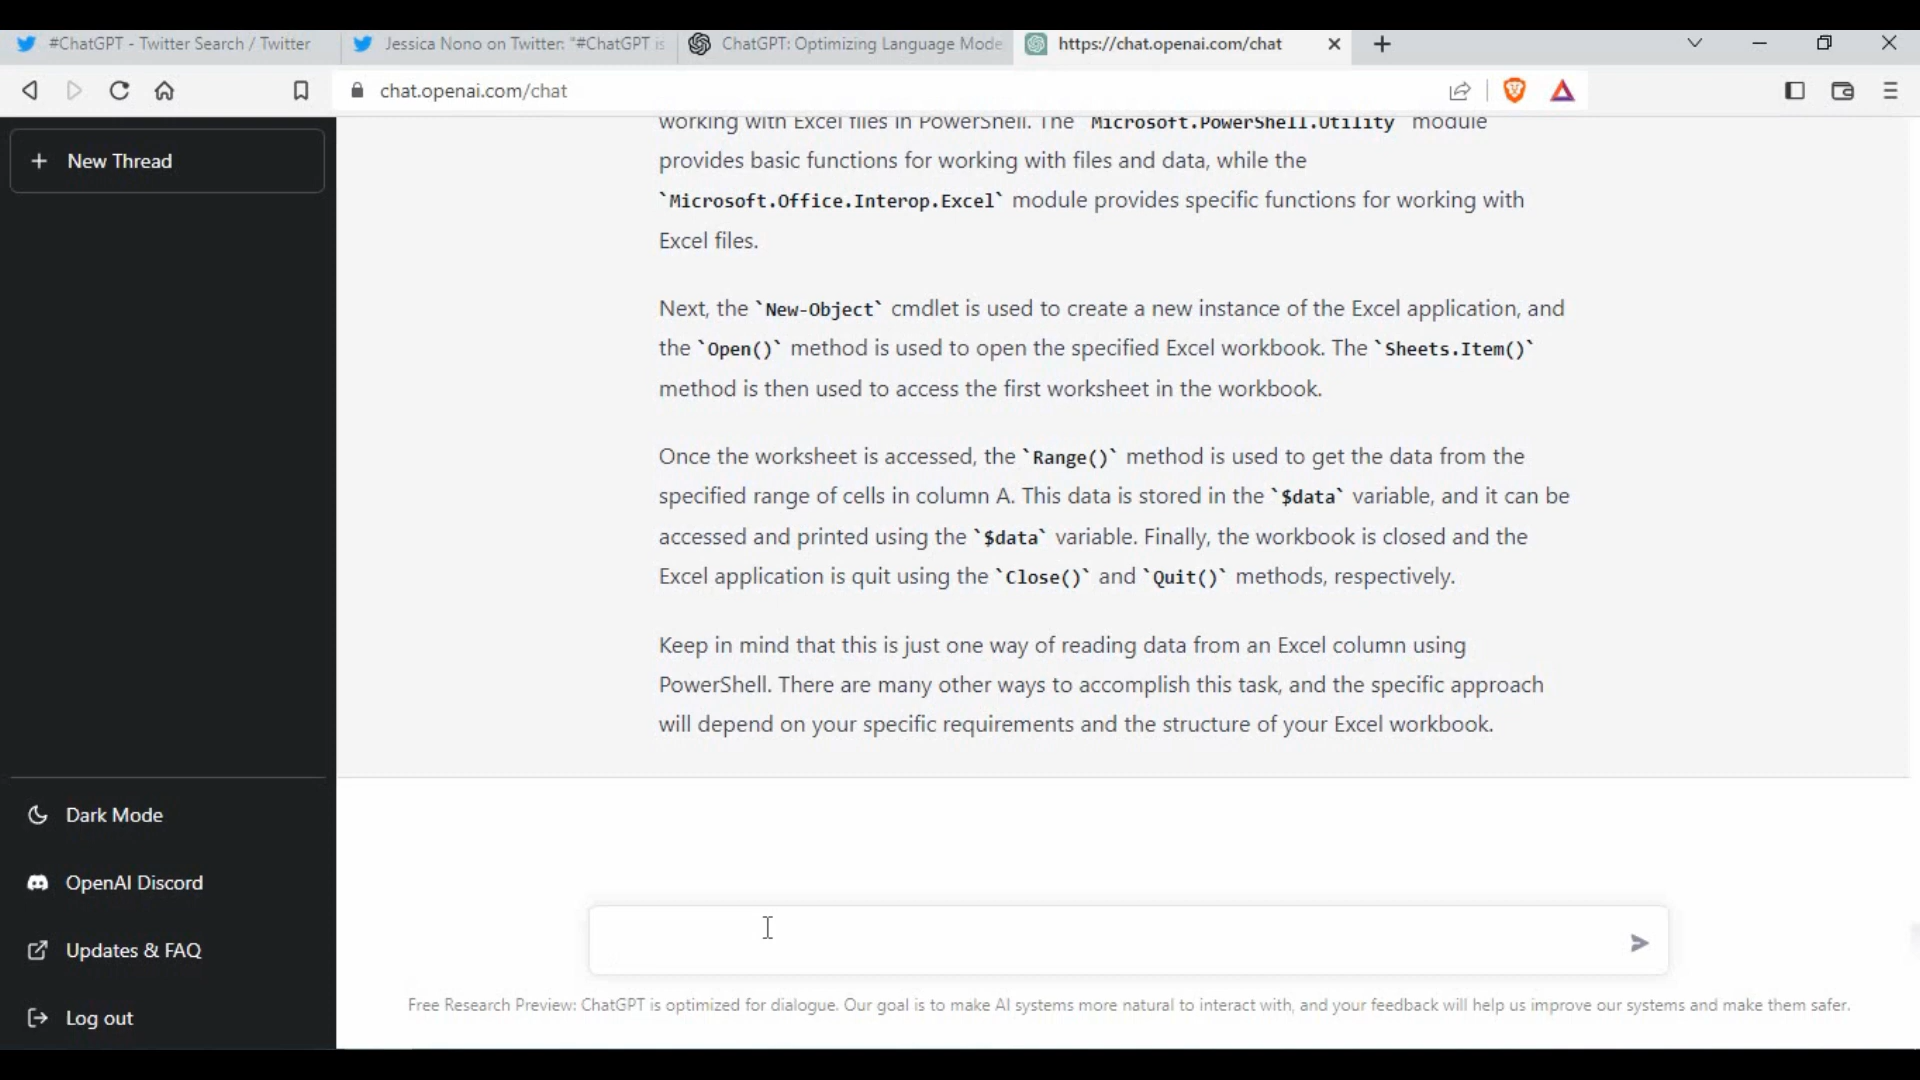 #ChatGPT - Twitter Search / Twitter
Jessica Nono on Twitter: "#ChatGPT is
ChatGPT: Optimizing Language Mode
https://chat.openai.com/chat
chat.openai.com/chat
New Thread
working with Excel files in PowerShell. The `Microsoft.PowerShell.Utility` module
provides basic functions for working with files and data, while the
`Microsoft.Office.Interop.Excel` module provides specific functions for working with
Excel files.
Next, the `New-Object` cmdlet is used to create a new instance of the Excel application, and
the `Open()` method is used to open the specified Excel workbook. The `Sheets.Item()`
method is then used to access the first worksheet in the workbook.
Once the worksheet is accessed, the `Range()` method is used to get the data from the
specified range of cells in column A. This data is stored in the `$data` variable, and it can be
accessed and printed using the `$data` variable. Finally, the workbook is closed and the
Excel application is quit using the `Close()` and `Quit()` methods, respectively.
Keep in mind that this is just one way of reading data from an Excel column using
PowerShell. There are many other ways to accomplish this task, and the specific approach
will depend on your specific requirements and the structure of your Excel workbook.
Dark Mode
OpenAI Discord
Updates & FAQ
Log out
Free Research Preview: ChatGPT is optimized for dialogue. Our goal is to make AI systems more natural to interact with, and your feedback will help us improve our systems and make them safer.